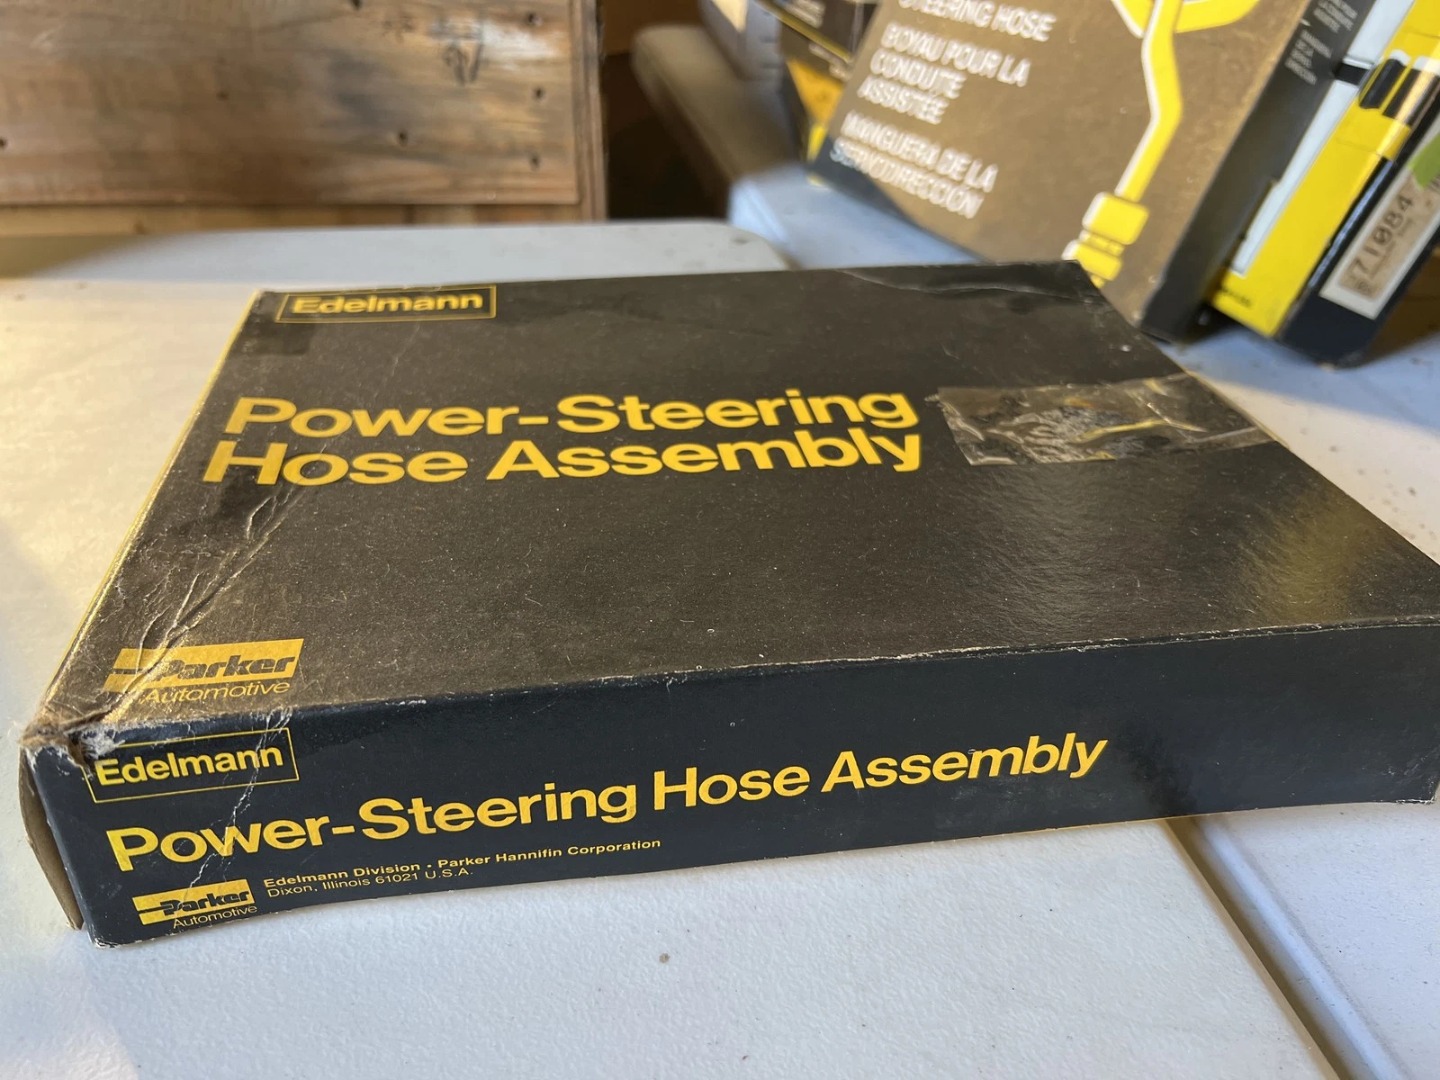 STEERING HOSE
BOYAU POUR LA
CONDUITE
ASSISTÉE
MANGUERA DE LA
SERVODIRECCION
71084
Edelmann
Power-Steering
Hose Assembly
Parker
Automotive
Edelmann
Power-Steering Hose Assembly
Parker
Automotive
Edelmann Division • Parker Hannifin Corporation
Dixon, Illinois 61021 U.S.A.